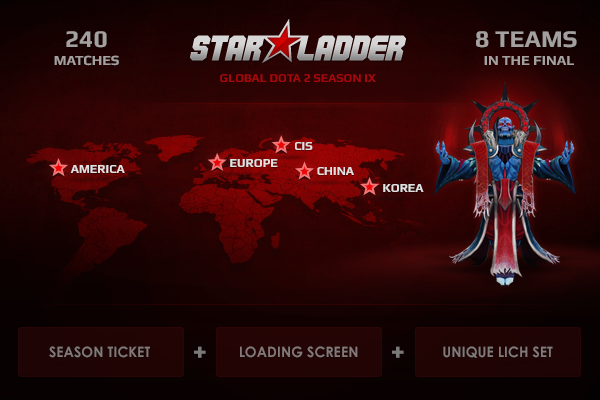 240
MATCHES
STAR LADDER
GLOBAL DOTA 2 SEASON IX
8 TEAMS
IN THE FINAL
CIS
EUROPE
AMERICA
CHINA
KOREA
SEASON TICKET + LOADING SCREEN + UNIQUE LICH SET